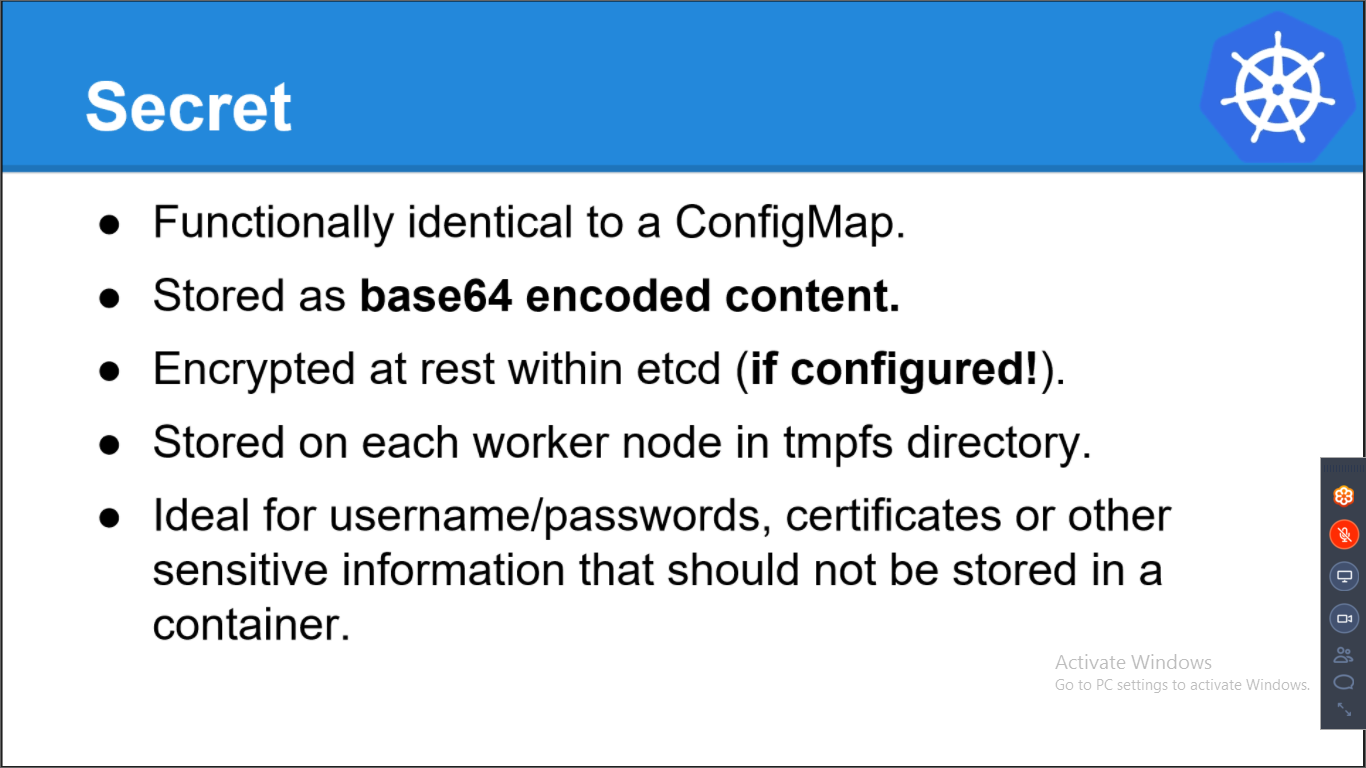 Secret
● Functionally identical to a ConfigMap.
● Stored as base64 encoded content.
● Encrypted at rest within etcd (if configured!).
● Stored on each worker node in tmpfs directory.
● Ideal for username/passwords, certificates or other
sensitive information that should not be stored in a
container.
Activate Windows
Go to PC settings to activate Windows.